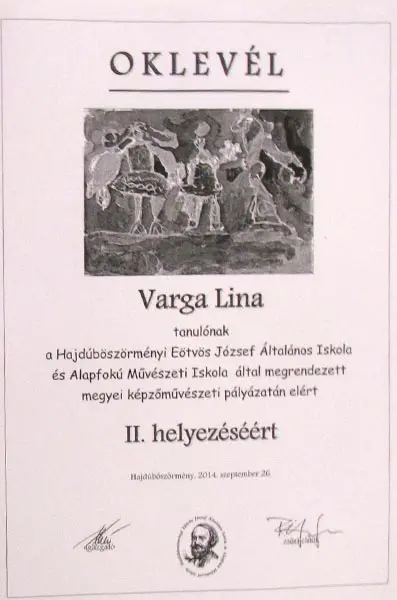 OKLEVÉL
Varga Lina
tanulónak
a Hajdúböszörményi Eötvös József Általános Iskola
és Alapfokú Művészeti Iskola által megrendezett
megyei képzőművészeti pályázatán elért
II. helyezéséért
Hajdúböszörmény, 2014. szeptember 26.
igazgató